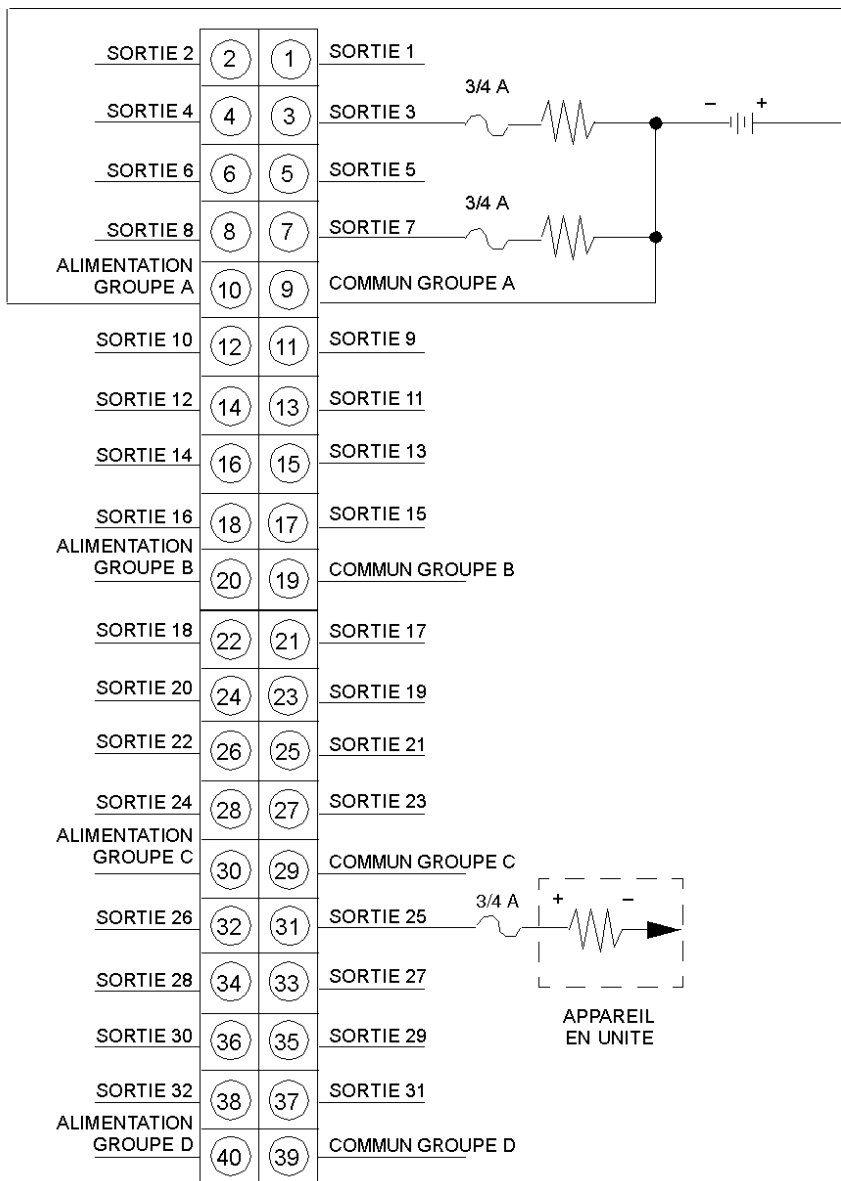 SORTIE 2 2 1 SORTIE 1
3/4 A
SORTIE 4 4 3 SORTIE 3 – +
SORTIE 6 6 5 SORTIE 5
3/4 A
SORTIE 8 8 7 SORTIE 7
ALIMENTATION
GROUPE A 10 9 COMMUN GROUPE A
SORTIE 10 12 11 SORTIE 9
SORTIE 12 14 13 SORTIE 11
SORTIE 14 16 15 SORTIE 13
SORTIE 16 18 17 SORTIE 15
ALIMENTATION
GROUPE B 20 19 COMMUN GROUPE B
SORTIE 18 22 21 SORTIE 17
SORTIE 20 24 23 SORTIE 19
SORTIE 22 26 25 SORTIE 21
SORTIE 24 28 27 SORTIE 23
ALIMENTATION
GROUPE C 30 29 COMMUN GROUPE C
3/4 A + –
SORTIE 26 32 31 SORTIE 25
SORTIE 28 34 33 SORTIE 27
APPAREIL
EN UNITE
SORTIE 30 36 35 SORTIE 29
SORTIE 32 38 37 SORTIE 31
ALIMENTATION
GROUPE D 40 39 COMMUN GROUPE D